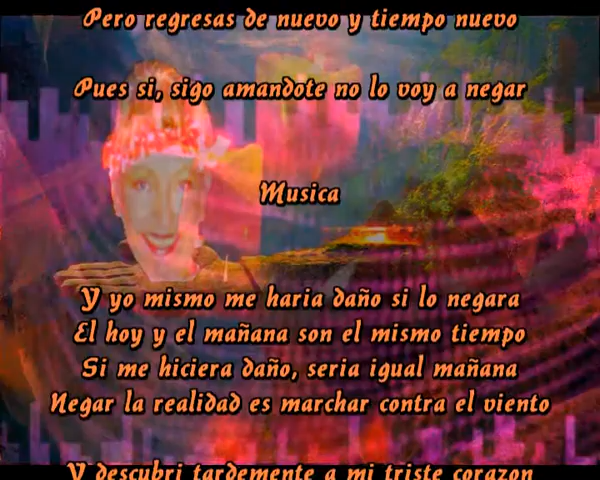 Pero regresas de nuevo y tiempo nuevo
Pues si, sigo amandote no lo voy a negar
Musica
Y yo mismo me haria daño si lo negara
El hoy y el mañana son el mismo tiempo
Si me hiciera daño, seria igual mañana
Negar la realidad es marchar contra el viento
Y descubri tardemente a mi triste corazon